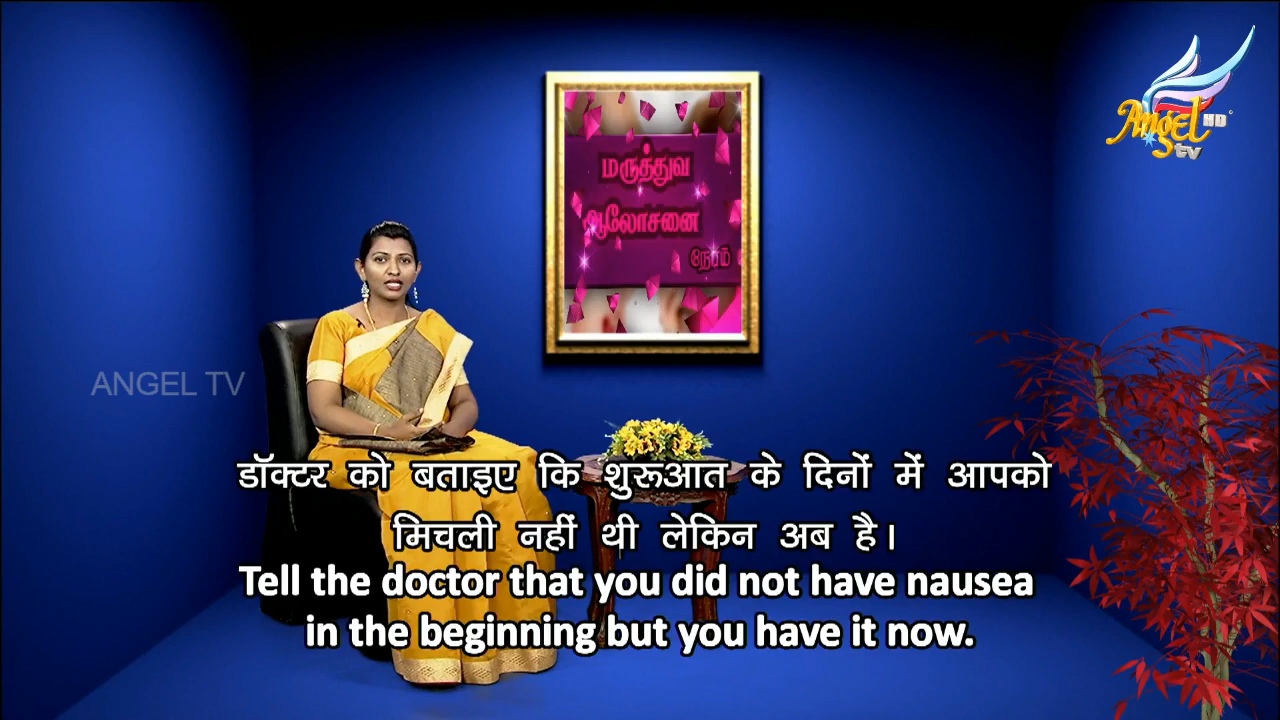 Angel HD
tv
மருத்துவ
ஆலோசனை
நேரம்
ANGEL TV
डॉक्टर को बताइए कि शुरूआत के दिनों में आपको
मिचली नहीं थी लेकिन अब है।
Tell the doctor that you did not have nausea
in the beginning but you have it now.